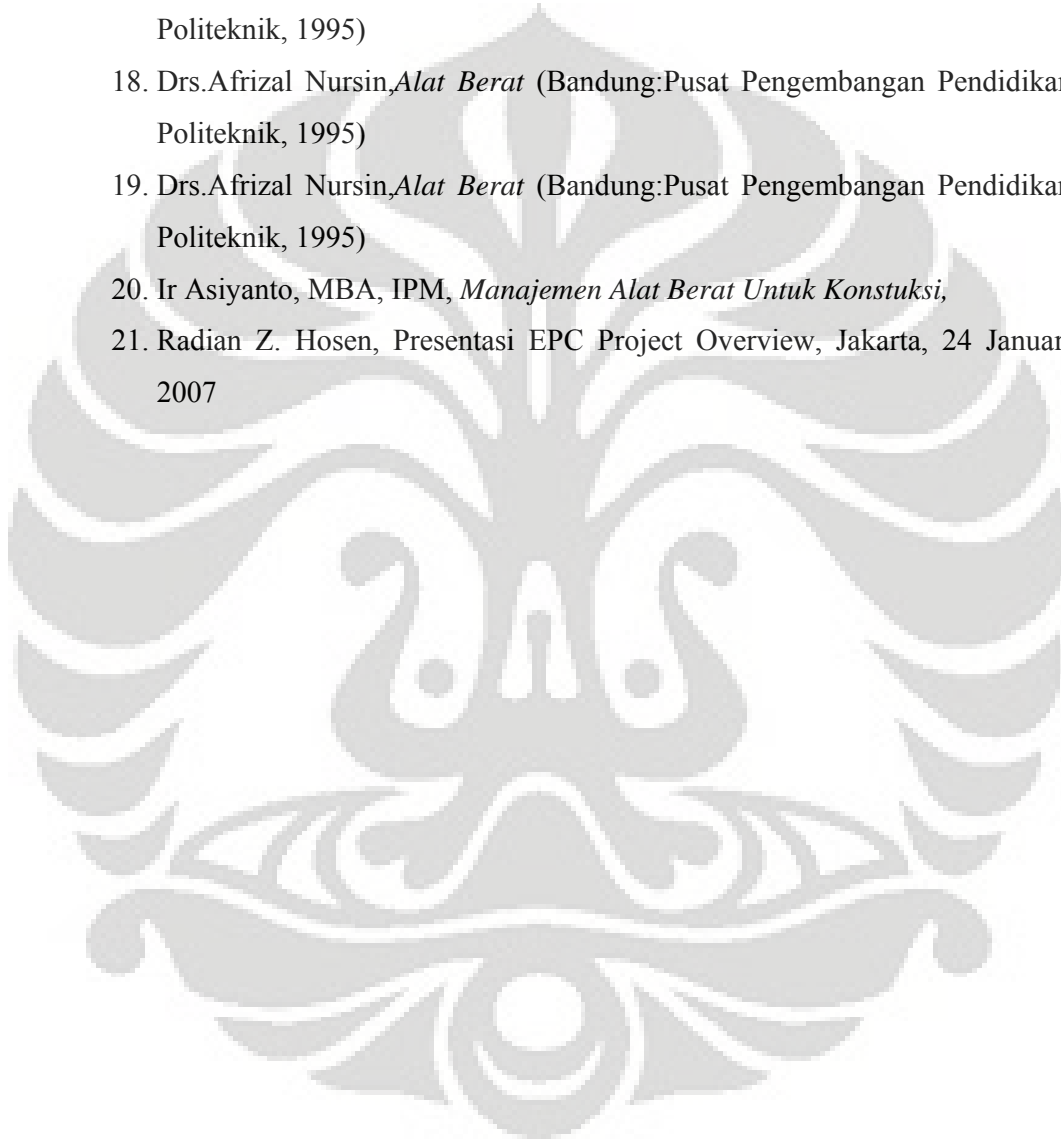 Politeknik, 1995)
18. Drs.Afrizal Nursin,Alat Berat (Bandung:Pusat Pengembangan Pendidikan
Politeknik, 1995)
19. Drs.Afrizal Nursin,Alat Berat (Bandung:Pusat Pengembangan Pendidikan
Politeknik, 1995)
20. Ir Asiyanto, MBA, IPM, Manajemen Alat Berat Untuk Konstuksi,
21. Radian Z. Hosen, Presentasi EPC Project Overview, Jakarta, 24 Januar
2007